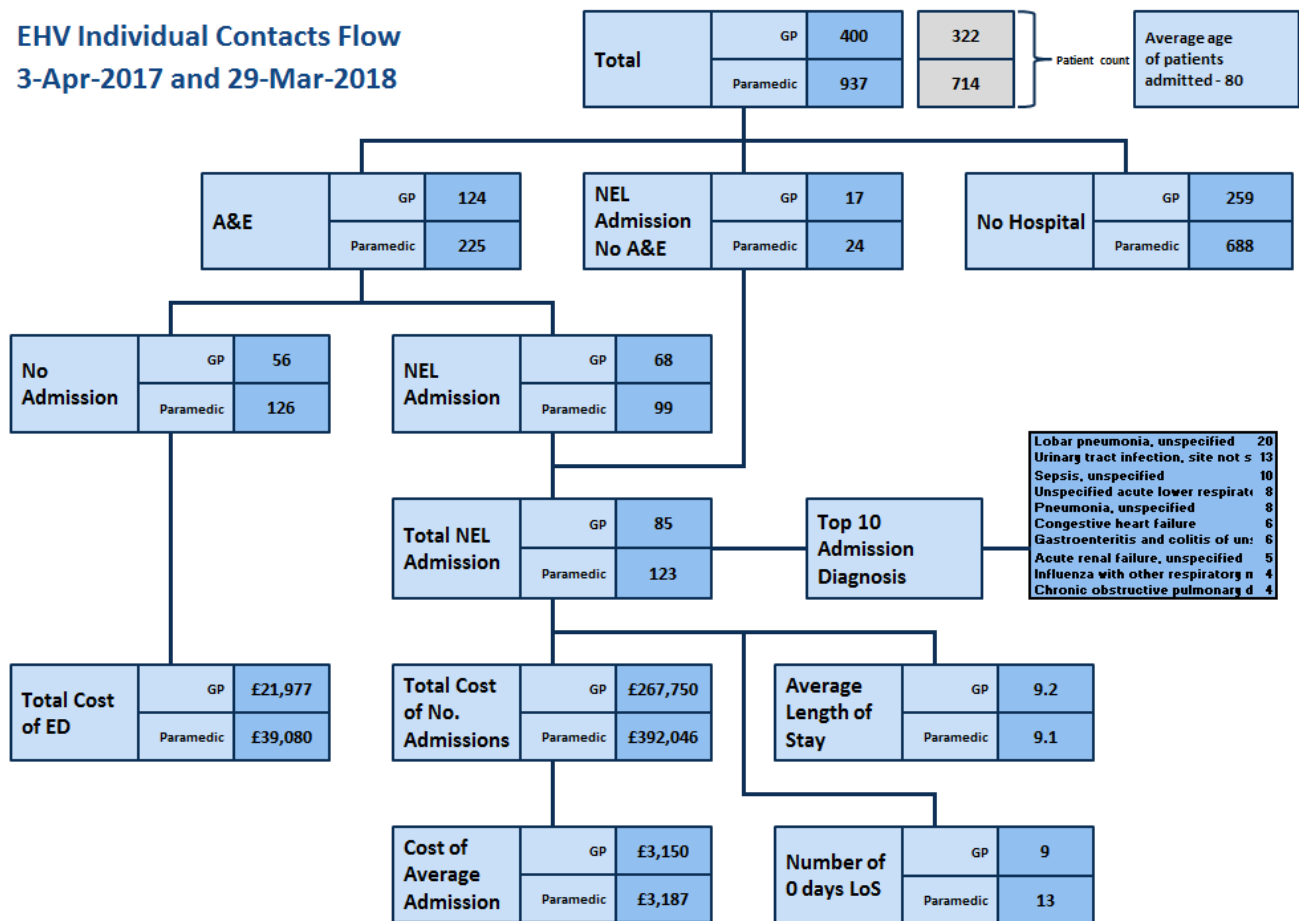 EHV Individual Contacts Flow
3-Apr-2017 and 29-Mar-2018
Total
GP 400 322
Paramedic 937 714
Patient count
Average age
of patients
admitted - 80
A&E
GP 124
Paramedic 225
NEL
Admission
No A&E
GP 17
Paramedic 24
No Hospital
GP 259
Paramedic 688
No
Admission
GP 56
Paramedic 126
NEL
Admission
GP 68
Paramedic 99
Total NEL
Admission
GP 85
Paramedic 123
Top 10
Admission
Diagnosis
Lobar pneumonia, unspecified 20
Urinary tract infection, site not s 13
Sepsis, unspecified 10
Unspecified acute lower respirat 8
Pneumonia, unspecified 8
Congestive heart failure 6
Gastroenteritis and colitis of un 6
Acute renal failure, unspecified 5
Influenza with other respiratory 4
Chronic obstructive pulmonary d 4
Total Cost
of ED
GP £21,977
Paramedic £39,080
Total Cost
of No.
Admissions
GP £267,750
Paramedic £392,046
Average
Length of
Stay
GP 9.2
Paramedic 9.1
Cost of
Average
Admission
GP £3,150
Paramedic £3,187
Number of
0 days LoS
GP 9
Paramedic 13